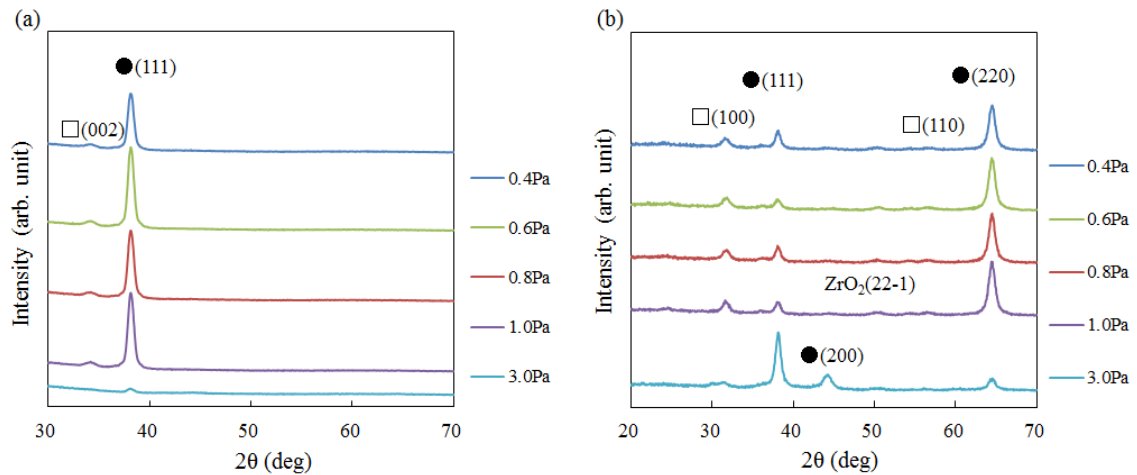 (a)
●(111)
□(002)
Intensity (arb. unit)
0.4Pa
0.6Pa
0.8Pa
1.0Pa
3.0Pa
30 40 50 60 70
2θ (deg)
(b)
●(220)
●(111)
□(100)
□(110)
Intensity (arb. unit)
ZrO₂(22-1)
●(200)
0.4Pa
0.6Pa
0.8Pa
1.0Pa
3.0Pa
20 30 40 50 60 70
2θ (deg)